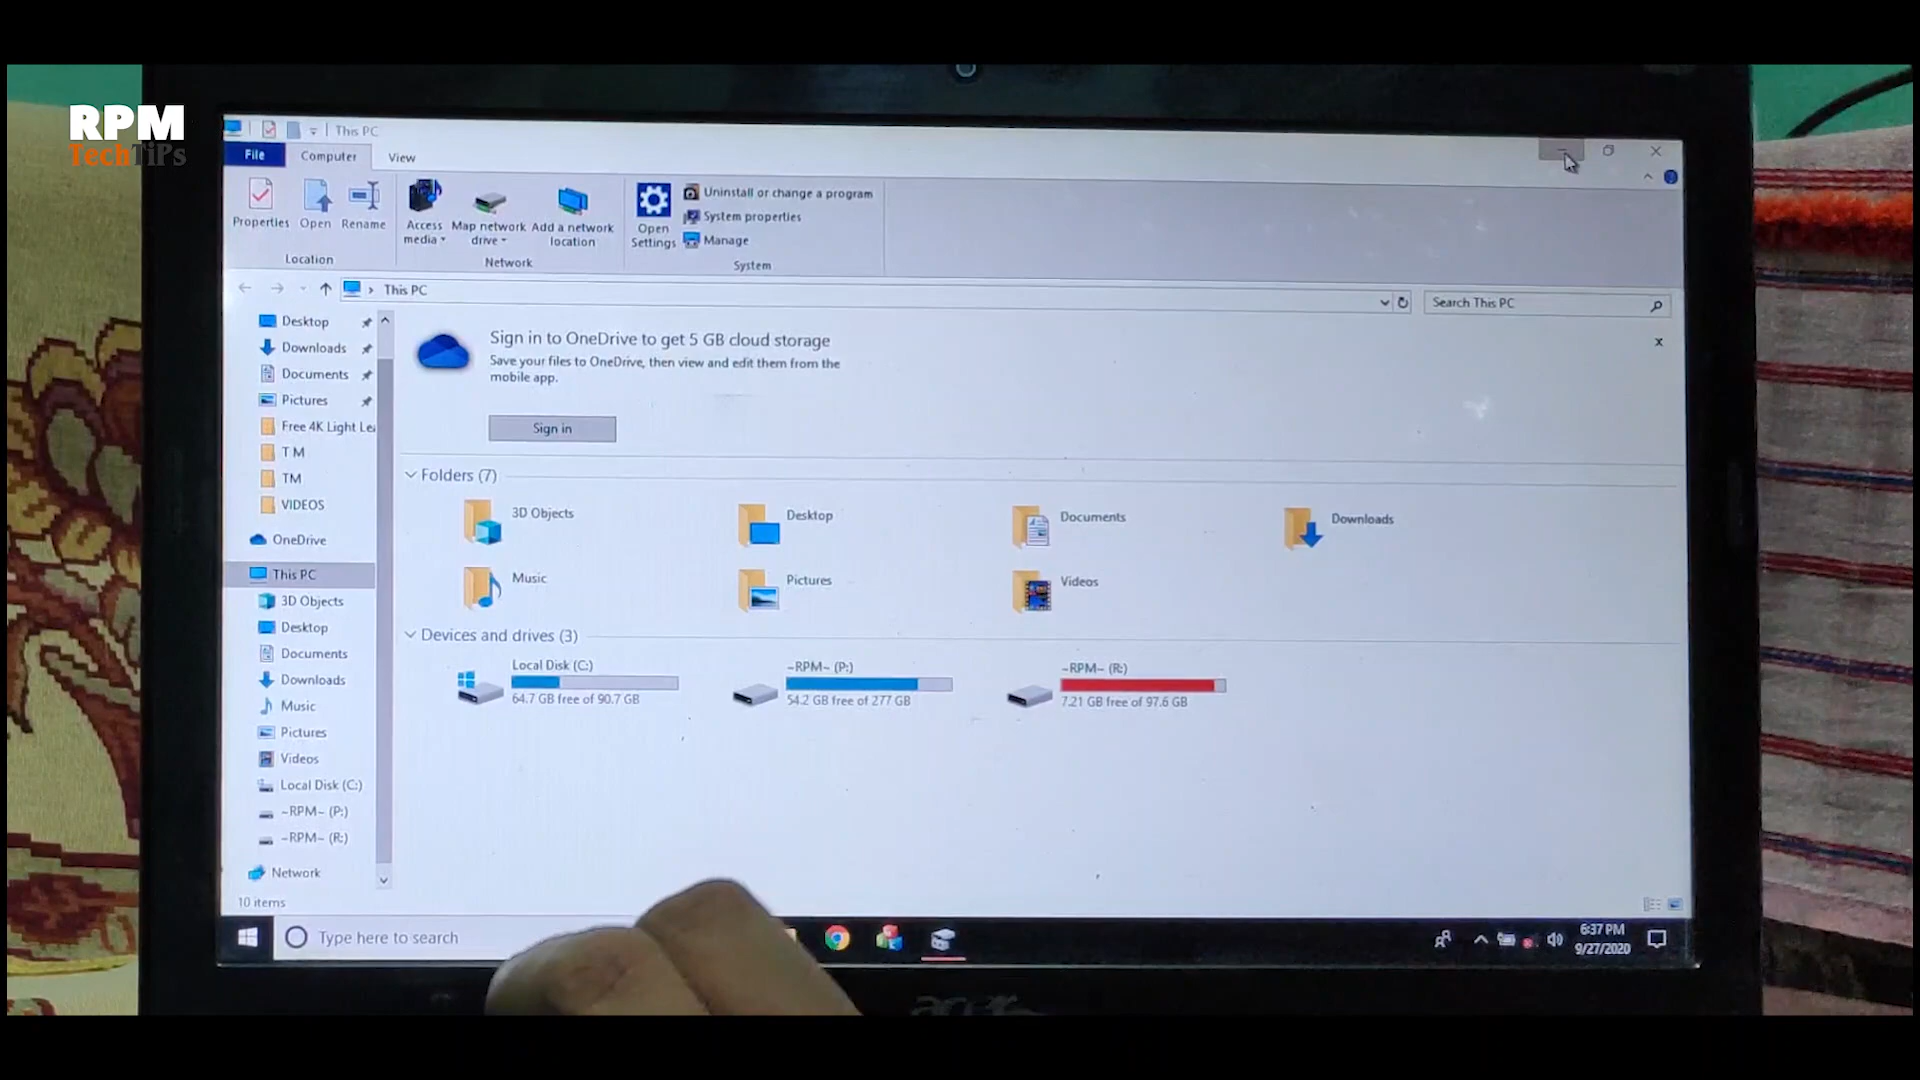 RPM
TechTiPs
This PC
File Computer View
Properties Open Rename
Access media
Map network drive
Add a network location
Open Settings
Uninstall or change a program
System properties
Manage
Location Network System
This PC
Search This PC
Desktop
Downloads
Documents
Pictures
Free 4K Light Lea
T M
TM
VIDEOS
OneDrive
This PC
3D Objects
Desktop
Documents
Downloads
Music
Pictures
Videos
Local Disk (C:)
~RPM~ (P:)
~RPM~ (R:)
Network
10 items
Sign in to OneDrive to get 5 GB cloud storage
Save your files to OneDrive, then view and edit them from the
mobile app.
Sign in
Folders (7)
3D Objects Desktop Documents Downloads
Music Pictures Videos
Devices and drives (3)
Local Disk (C:) ~RPM~ (P:) ~RPM~ (R:)
64.7 GB free of 90.7 GB 54.2 GB free of 277 GB 7.21 GB free of 97.6 GB
Type here to search
6:37 PM
9/27/2020
acer